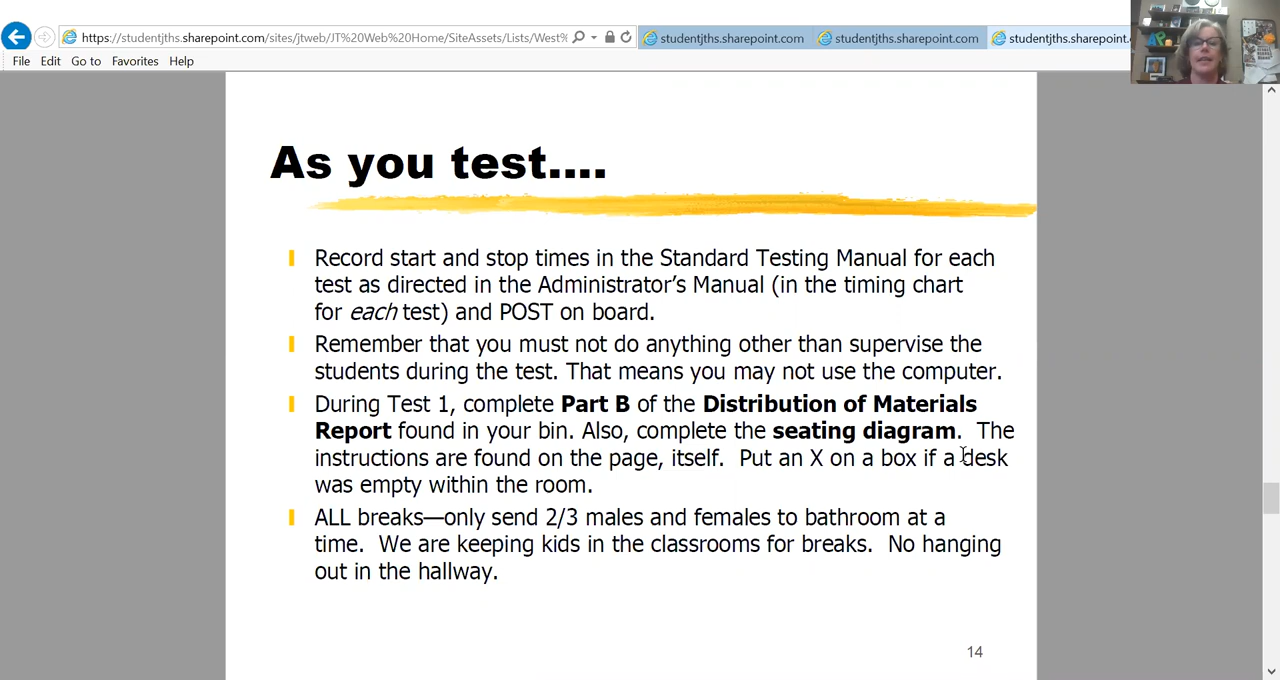 https://studentjths.sharepoint.com/sites/jtweb/JT%20Web%20Home/SiteAssets/Lists/West%
studentjths.sharepoint.com
studentjths.sharepoint.com
studentjths.sharepoint.com
File Edit Go to Favorites Help
As you test....
Record start and stop times in the Standard Testing Manual for each
test as directed in the Administrator’s Manual (in the timing chart
for each test) and POST on board.
Remember that you must not do anything other than supervise the
students during the test. That means you may not use the computer.
During Test 1, complete Part B of the Distribution of Materials
Report found in your bin. Also, complete the seating diagram. The
instructions are found on the page, itself. Put an X on a box if a desk
was empty within the room.
ALL breaks—only send 2/3 males and females to bathroom at a
time. We are keeping kids in the classrooms for breaks. No hanging
out in the hallway.
14